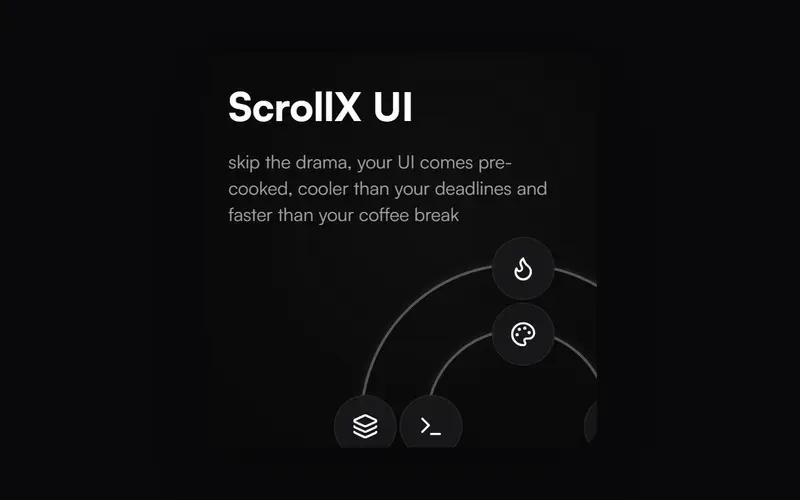 ScrollX UI
skip the drama, your UI comes pre-
cooked, cooler than your deadlines and
faster than your coffee break